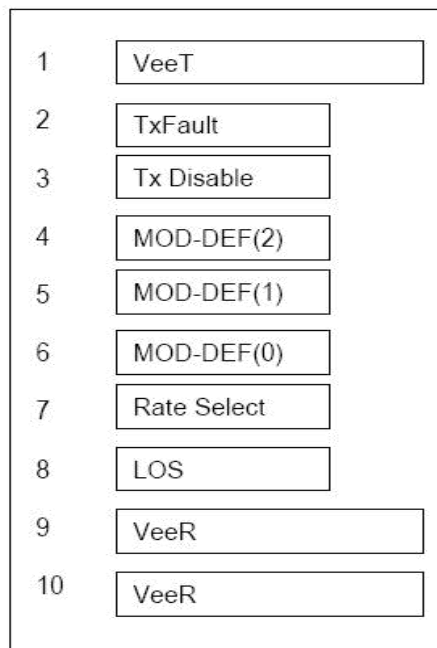 1 VeeT
2 TxFault
3 Tx Disable
4 MOD-DEF(2)
5 MOD-DEF(1)
6 MOD-DEF(0)
7 Rate Select
8 LOS
9 VeeR
10 VeeR